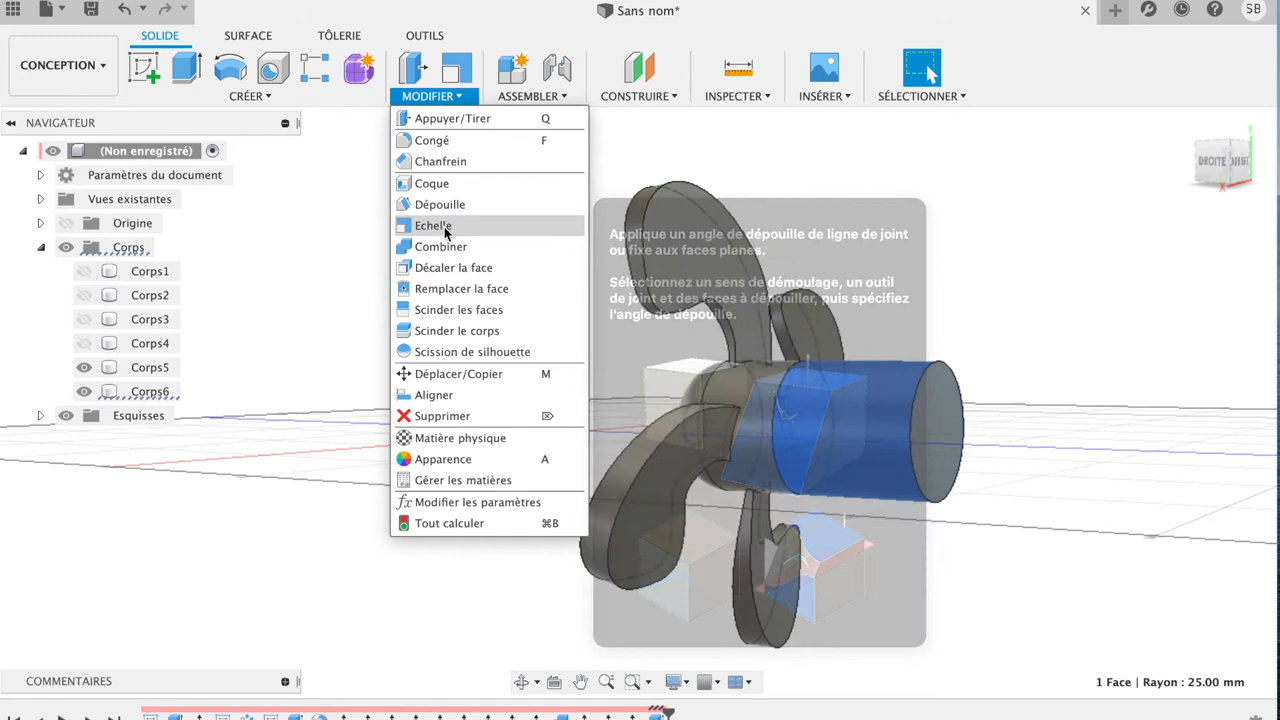 Sans nom*
SB
SOLIDE
SURFACE
TÔLERIE
OUTILS
CONCEPTION
CRÉER
MODIFIER
ASSEMBLER
CONSTRUIRE
INSPECTER
INSÉRER
SÉLECTIONNER
NAVIGATEUR
(Non enregistré)
Paramètres du document
Vues existantes
Origine
Corps
Corps1
Corps2
Corps3
Corps4
Corps5
Corps6
Esquisses
Appuyer/Tirer Q
Congé F
Chanfrein
Coque
Dépouille
Echelle
Combiner
Décaler la face
Remplacer la face
Scinder les faces
Scinder le corps
Scission de silhouette
Déplacer/Copier M
Aligner
Supprimer
Matière physique
Apparence A
Gérer les matières
Modifier les paramètres
Tout calculer ⌘B
Applique un angle de dépouille de ligne de joint
ou fixe aux faces planes.
Sélectionnez un sens de démoulage, un outil
de joint et des faces à dépouiller, puis spécifiez
l'angle de dépouille.
DROITE
COMMENTAIRES
1 Face | Rayon : 25.00 mm